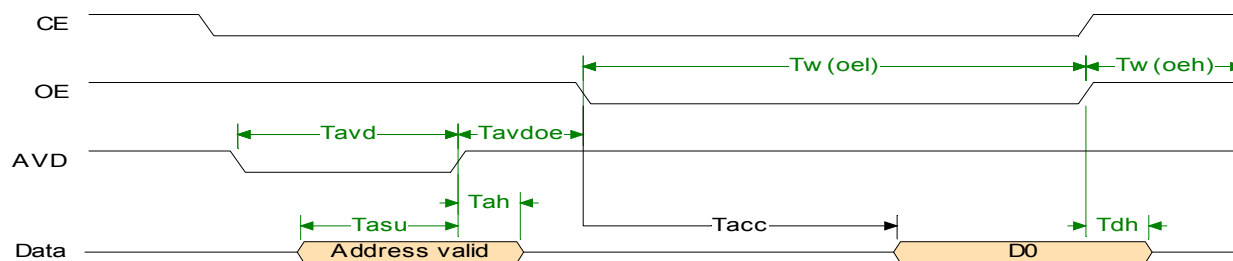 CE
Tw (oel)
Tw (oeh)
OE
Tavd
Tavdoe
AVD
Tah
Tasu
Tacc
Tdh
Data
Address valid
D0